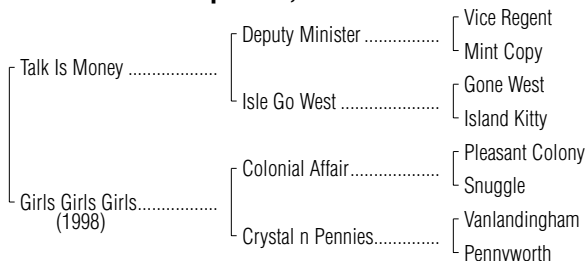 Vice Regent
Deputy Minister ................
Mint Copy
Talk Is Money ...................
Gone West
Isle Go West .....................
Island Kitty
Pleasant Colony
Colonial Affair...................
Snuggle
Girls Girls Girls.................
(1998)
Vanlandingham
Crystal n Pennies..............
Pennyworth